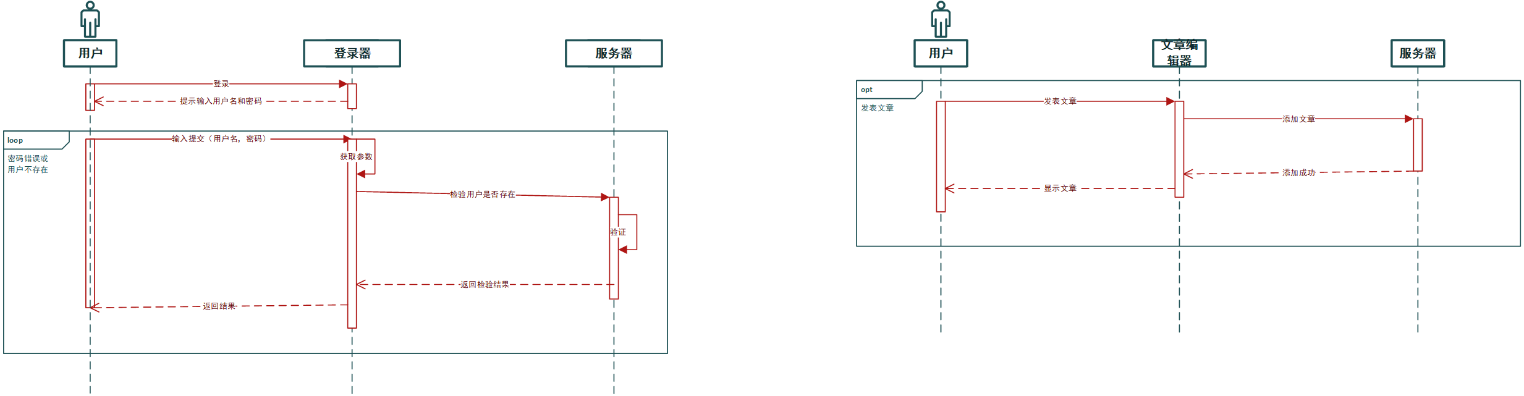 用户
登录器
服务器
登录
提示输入用户名和密码
loop
密码错误或
用户不存在
输入提交（用户名，密码）
获取参数
检验用户是否存在
验证
返回检验结果
返回结果
用户
文章编
辑器
服务器
opt
发表文章
发表文章
添加文章
添加成功
显示文章